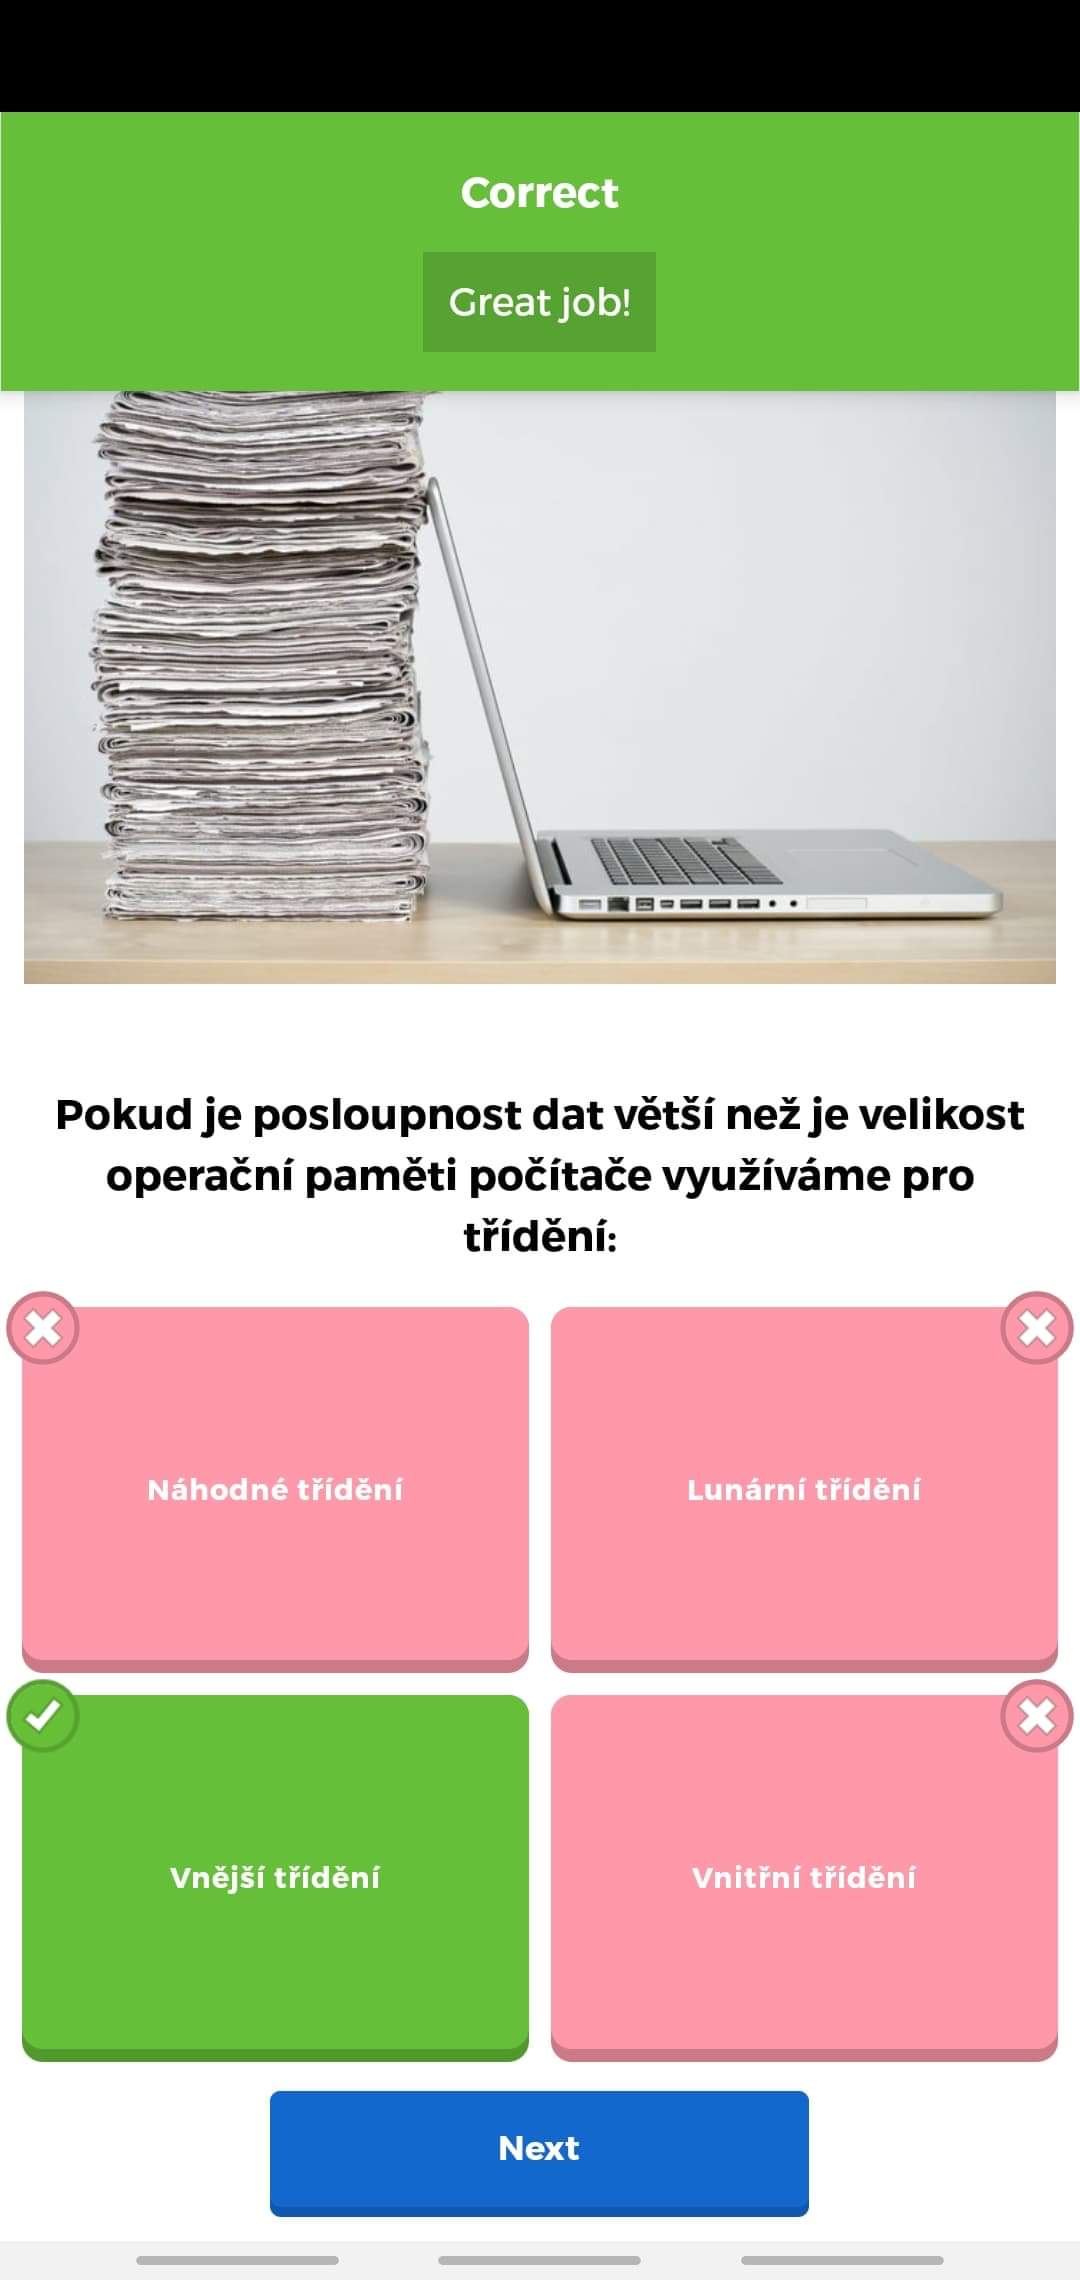 Correct
Great job!
Pokud je posloupnost dat větší než je velikost
operační paměti počítače využíváme pro
třídění:
Náhodné třídění
Lunární třídění
Vnější třídění
Vnitřní třídění
Next